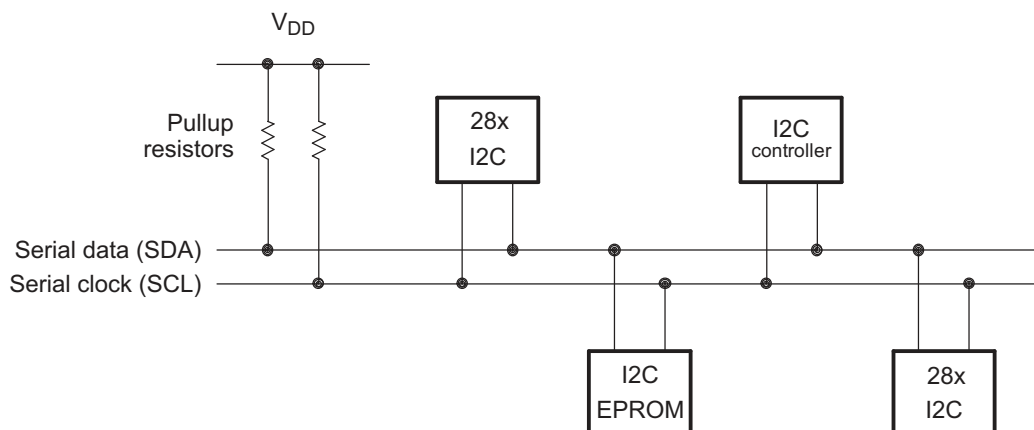 VDD
Pullup
resistors
28x
I2C
I2C
controller
Serial data (SDA)
Serial clock (SCL)
I2C
EPROM
28x
I2C